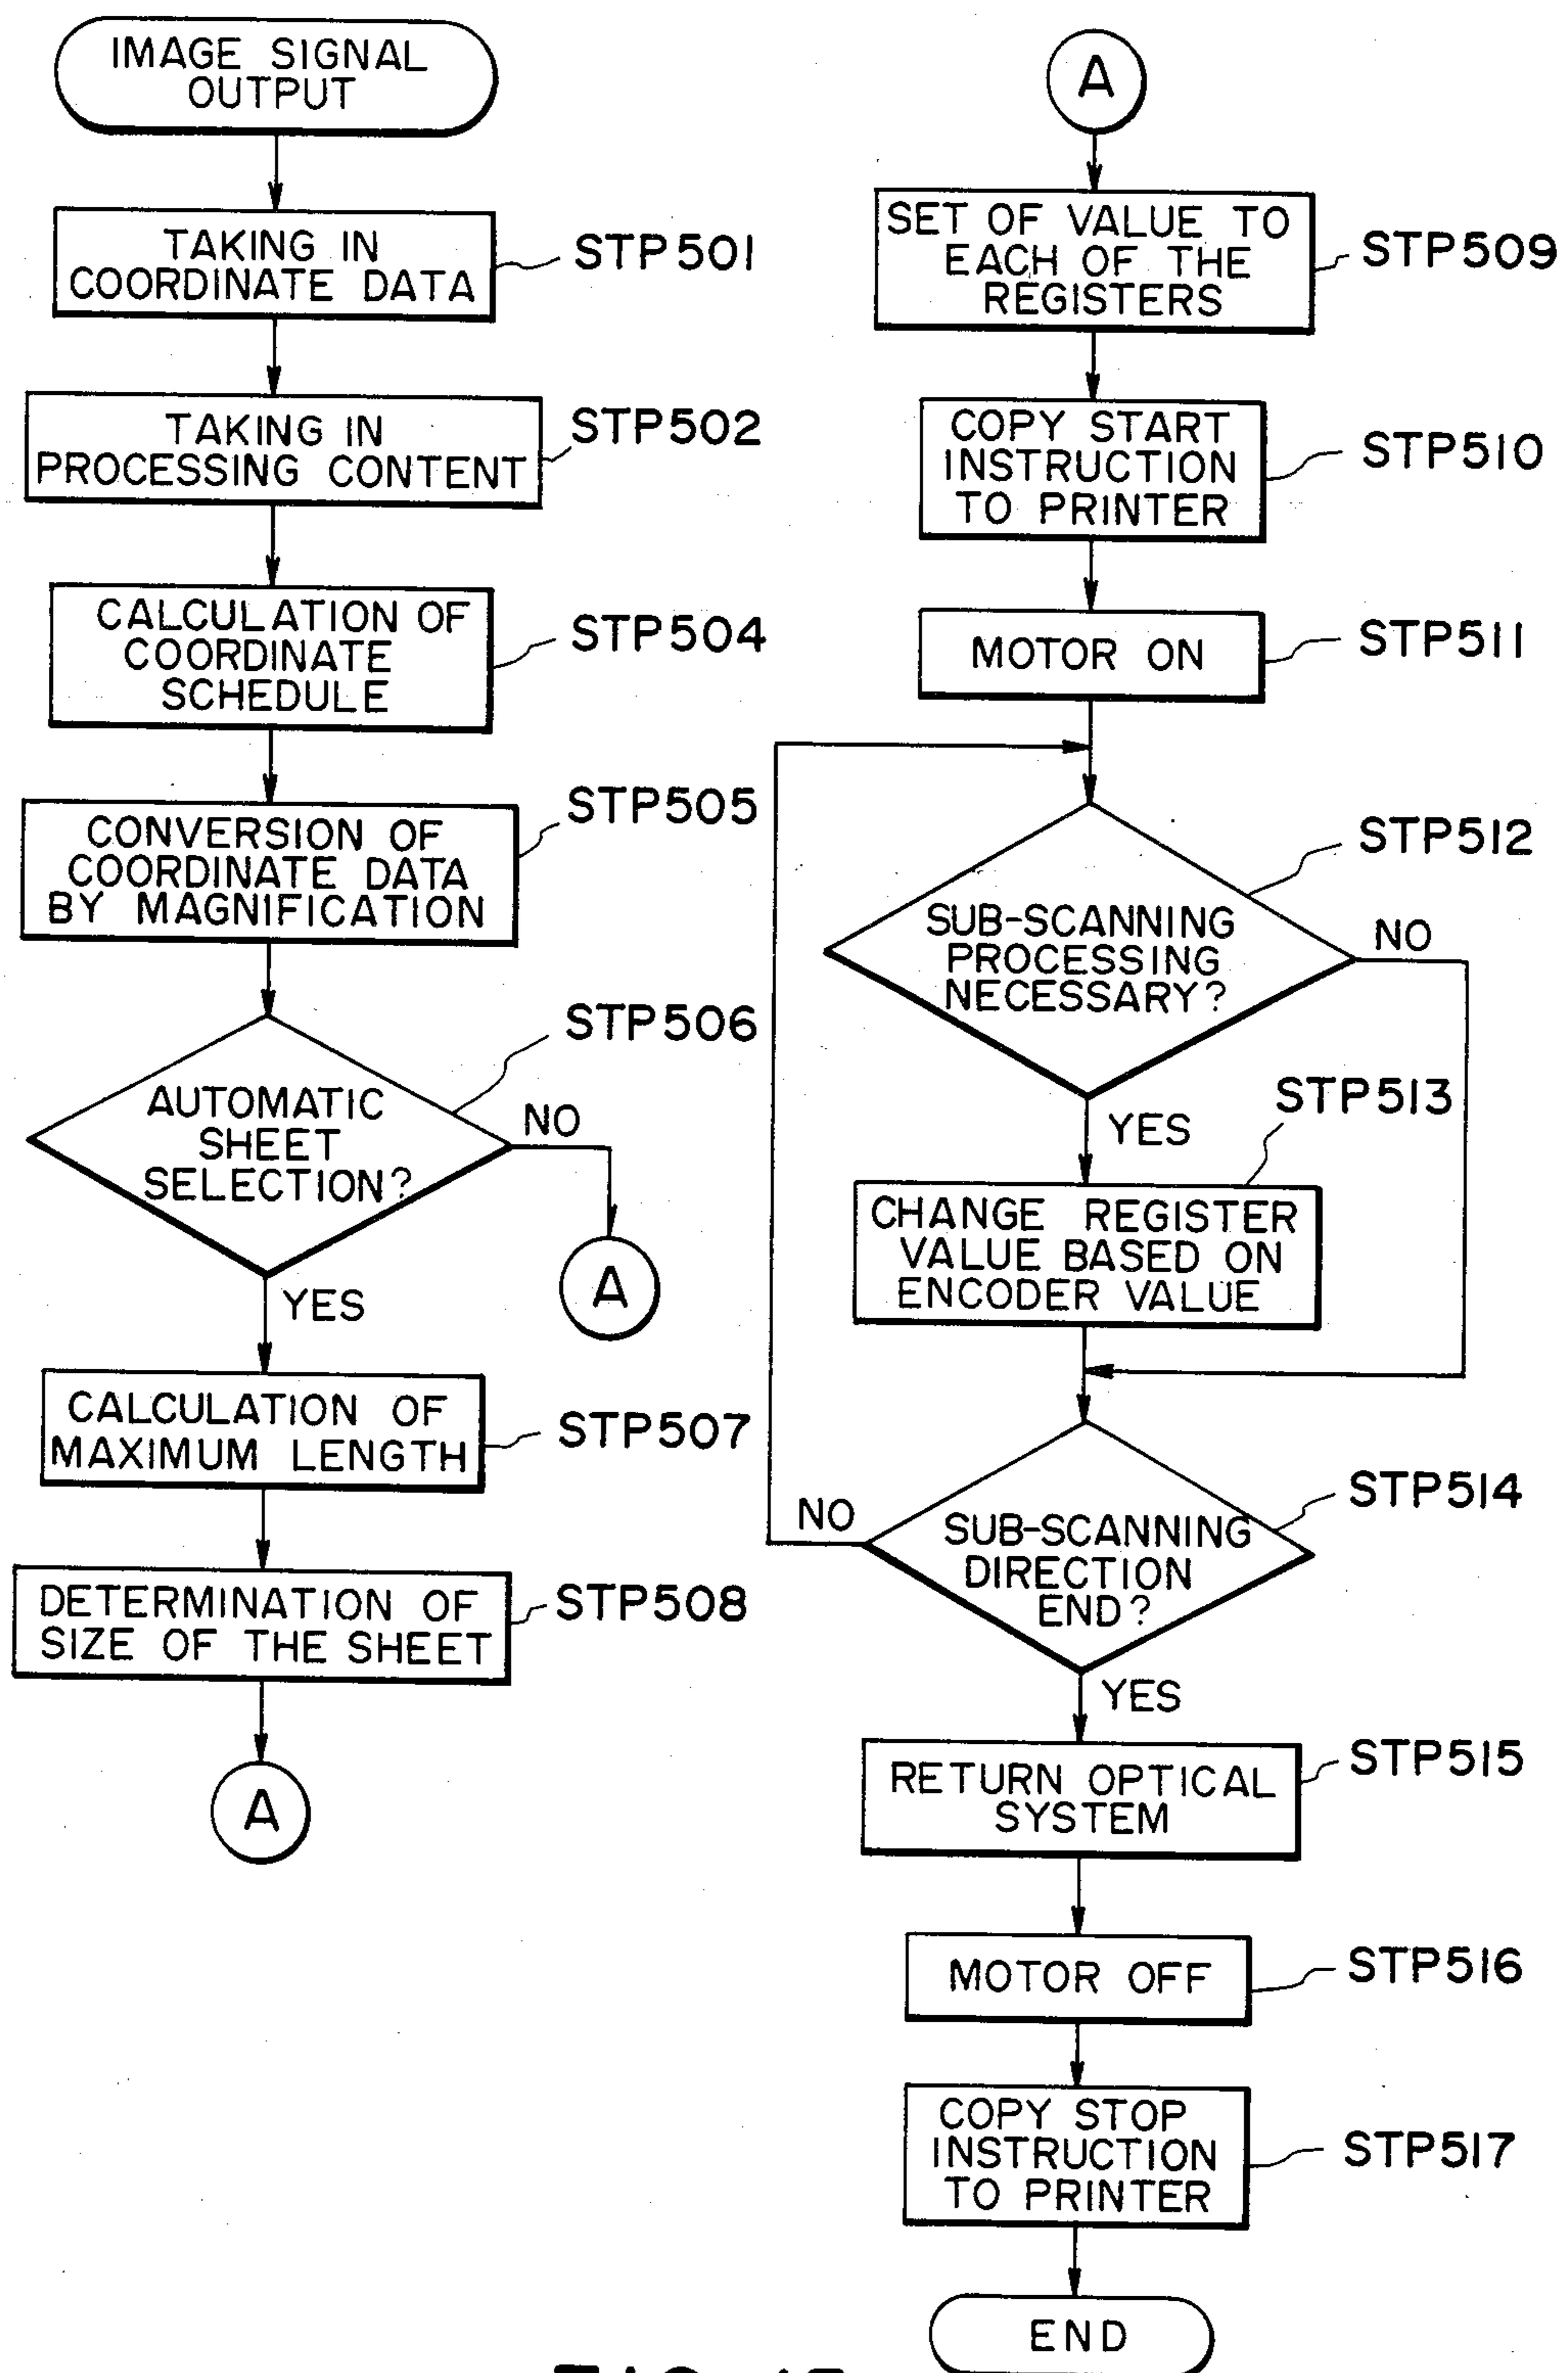 IMAGE SIGNAL
OUTPUT
TAKING IN
COORDINATE DATA
STP501
TAKING IN
PROCESSING CONTENT
STP502
CALCULATION OF
COORDINATE
SCHEDULE
STP504
CONVERSION OF
COORDINATE DATA
BY MAGNIFICATION
STP505
AUTOMATIC
SHEET
SELECTION?
STP506
NO
A
YES
CALCULATION OF
MAXIMUM LENGTH
STP507
DETERMINATION OF
SIZE OF THE SHEET
STP508
A
A
SET OF VALUE TO
EACH OF THE
REGISTERS
STP509
COPY START
INSTRUCTION
TO PRINTER
STP510
MOTOR ON
STP511
SUB-SCANNING
PROCESSING
NECESSARY?
STP512
NO
YES
STP513
CHANGE REGISTER
VALUE BASED ON
ENCODER VALUE
SUB-SCANNING
DIRECTION
END?
STP514
NO
YES
RETURN OPTICAL
SYSTEM
STP515
MOTOR OFF
STP516
COPY STOP
INSTRUCTION
TO PRINTER
STP517
END